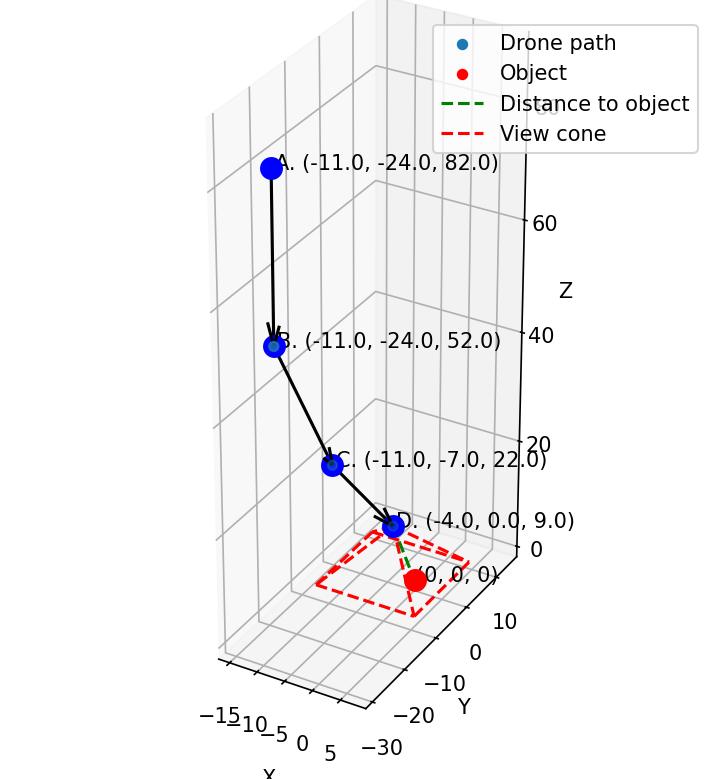 Drone path
Object
Distance to object
View cone
A. (-11.0, -24.0, 82.0)
60
Z
B. (-11.0, -24.0, 52.0)
40
20
C. (-11.0, -7.0, 22.0)
D. (-4.0, 0.0, 9.0)
0
(0, 0, 0)
10
0
−10
Y
−20
−30
−15
−10
−5
0
5
X